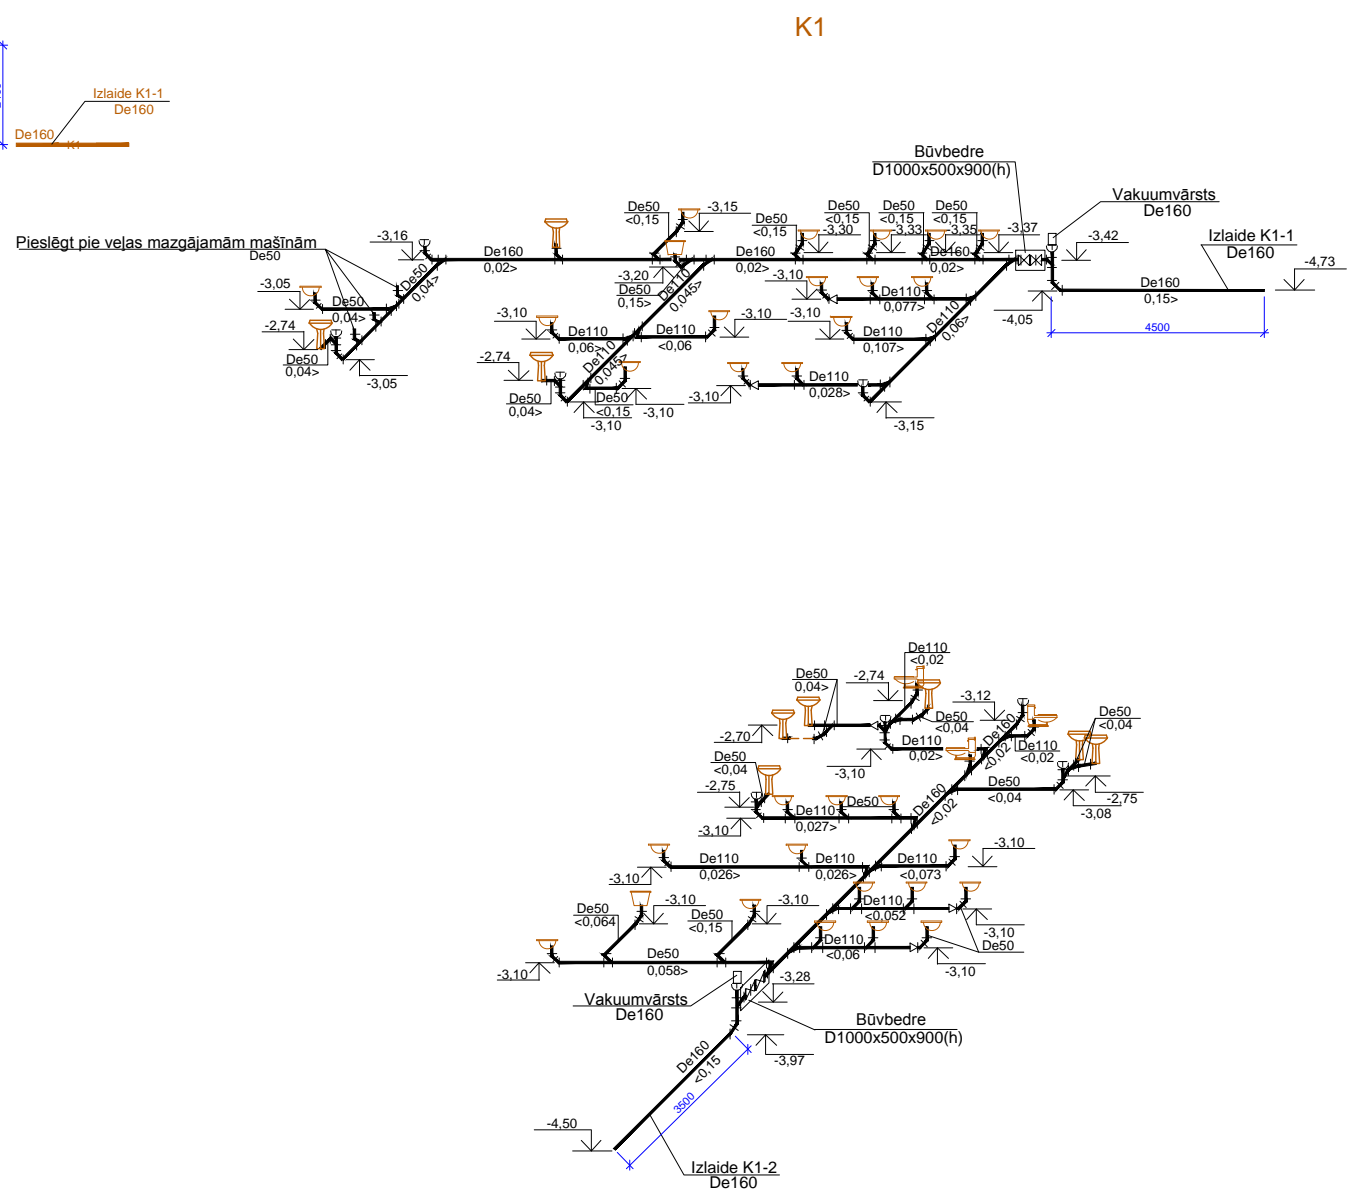 K1
Izlaide K1-1
De160
De160
K1
Būvbedre
D1000x500x900(h)
Vakuumvārsts
De160
Izlaide K1-1
De160
-4,73
De160
0,15>
4500
-4,05
-3,42
-3,37
De50
<0,15
-3,15
De50
<0,15
-3,30
De50
<0,15
-3,33
De50
<0,15
-3,35
De50
<0,15
Pieslēgt pie veļas mazgājamām mašīnām
De50
-3,16
De160
0,02>
De160
0,02>
De160
0,02>
De50
0,04>
-3,05
De50
0,04>
-2,74
De50
0,04>
-3,05
-3,20
De50
0,15>
De110
0,045>
-3,10
De110
0,06>
De110
<0,06
-3,10
-2,74
De110
0,045>
De50
0,04>
De50
<0,15
-3,10
-3,10
-3,10
De110
0,077>
-3,10
De110
0,107>
De110
0,06>
-3,10
De110
0,028>
-3,15
De110
<0,02
De50
0,04>
-2,74
-3,12
De50
<0,04
-2,70
De50
<0,04
De160
<0,02
De110
<0,02
De110
0,02>
-3,10
De50
<0,04
-2,75
-2,75
De50
<0,04
-3,08
De160
<0,02
De50
De110
0,027>
-3,10
De110
0,026>
De110
0,026>
De110
<0,073
-3,10
-3,10
De50
<0,064
-3,10
De50
<0,15
-3,10
De110
<0,052
-3,10
De50
De110
<0,06
-3,10
-3,10
De50
0,058>
-3,28
Vakuumvārsts
De160
Būvbedre
D1000x500x900(h)
-3,97
De160
<0,15
3500
-4,50
Izlaide K1-2
De160